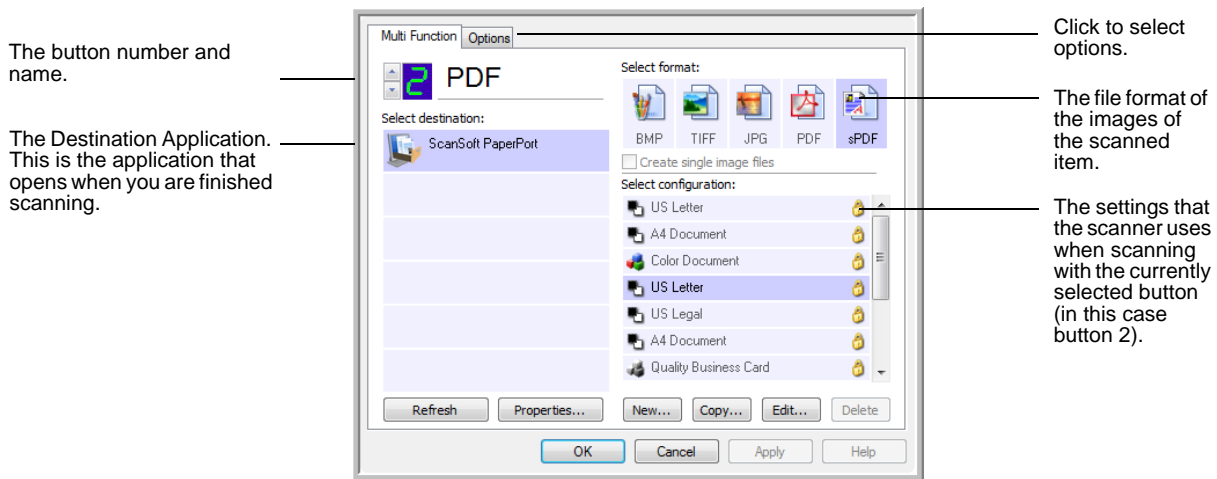 The button number and
name.
The Destination Application.
This is the application that
opens when you are finished
scanning.
Multi Function
Options
2
PDF
Select destination:
ScanSoft PaperPort
Refresh
Properties...
Select format:
BMP
TIFF
JPG
PDF
sPDF
Create single image files
Select configuration:
US Letter
A4 Document
Color Document
US Letter
US Legal
A4 Document
Quality Business Card
New...
Copy...
Edit...
Delete
OK
Cancel
Apply
Help
Click to select
options.
The file format of
the images of
the scanned
item.
The settings that
the scanner uses
when scanning
with the currently
selected button
(in this case
button 2).